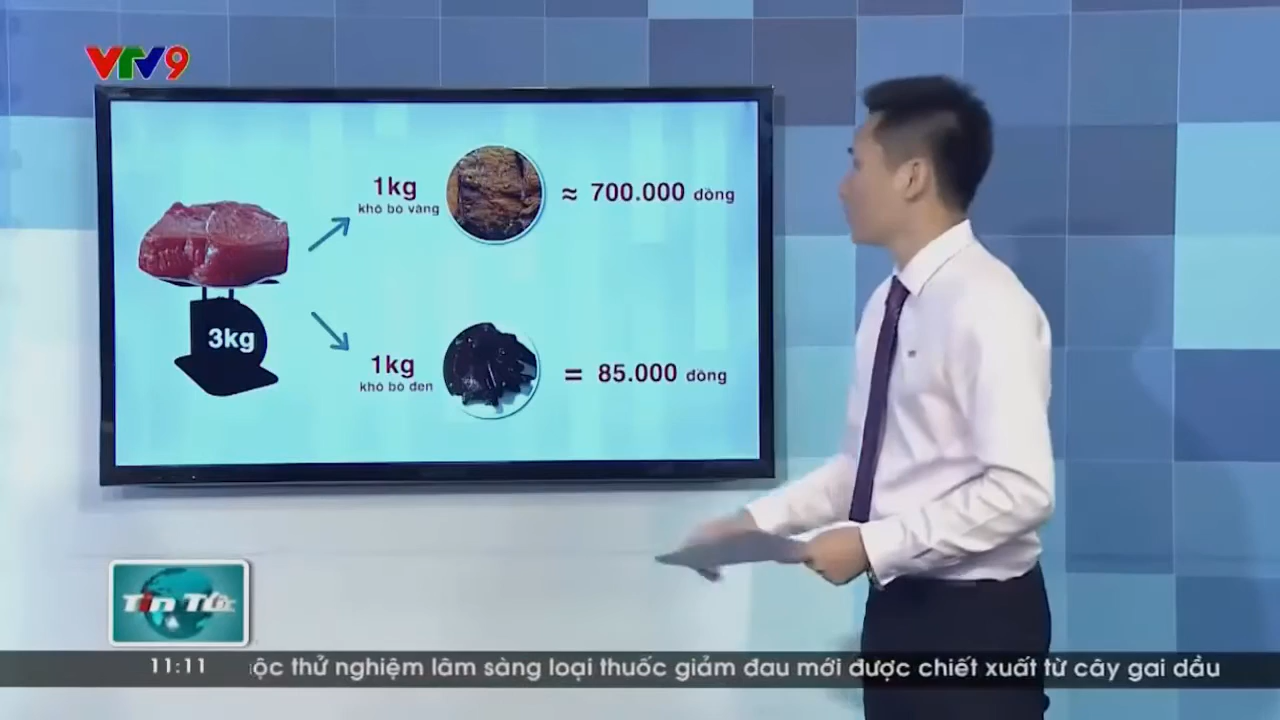 VTV9
1kg
khô bò vàng
≈ 700.000 đồng
3kg
1kg
khô bò đen
= 85.000 đồng
Tin Tức
11:11 ộc thử nghiệm lâm sàng loại thuốc giảm đau mới được chiết xuất từ cây gai dầu